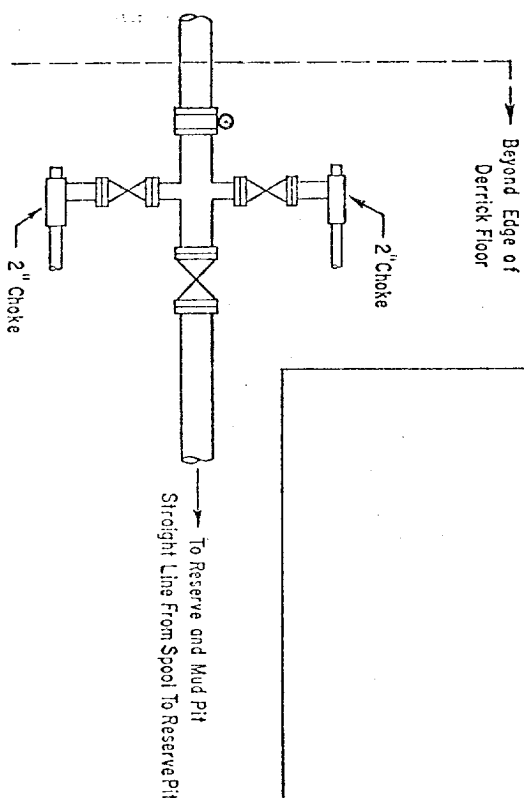 Beyond Edge of
Derrick Floor
2" Choke
2" Choke
To Reserve and Mud Pit
Straight Line From Spool To Reserve Pit